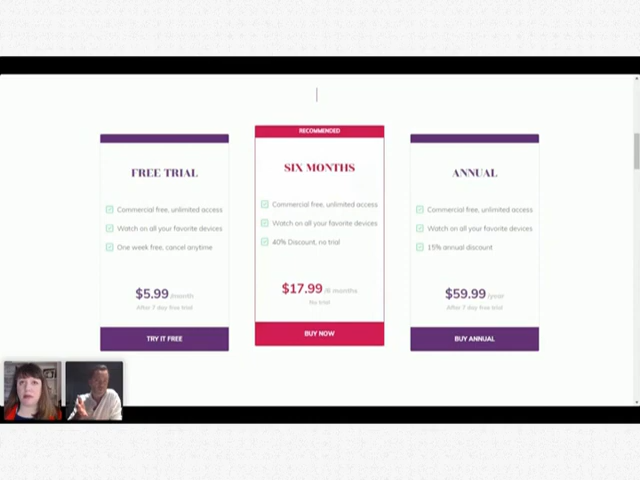 RECOMMENDED
FREE TRIAL
Commercial free, unlimited access
Watch on all your favorite devices
One week free, cancel anytime
$5.99 /month
After 7 day free trial
TRY IT FREE
SIX MONTHS
Commercial free, unlimited access
Watch on all your favorite devices
40% Discount, no trial
$17.99 /6 months
No trial
BUY NOW
ANNUAL
Commercial free, unlimited access
Watch on all your favorite devices
15% annual discount
$59.99 /year
After 7 day free trial
BUY ANNUAL